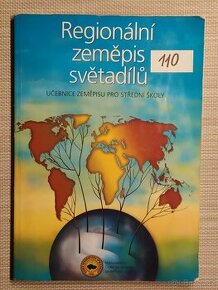 Regionální
zeměpis
světadílů
110
UČEBNICE ZEMĚPISU PRO STŘEDNÍ ŠKOLY